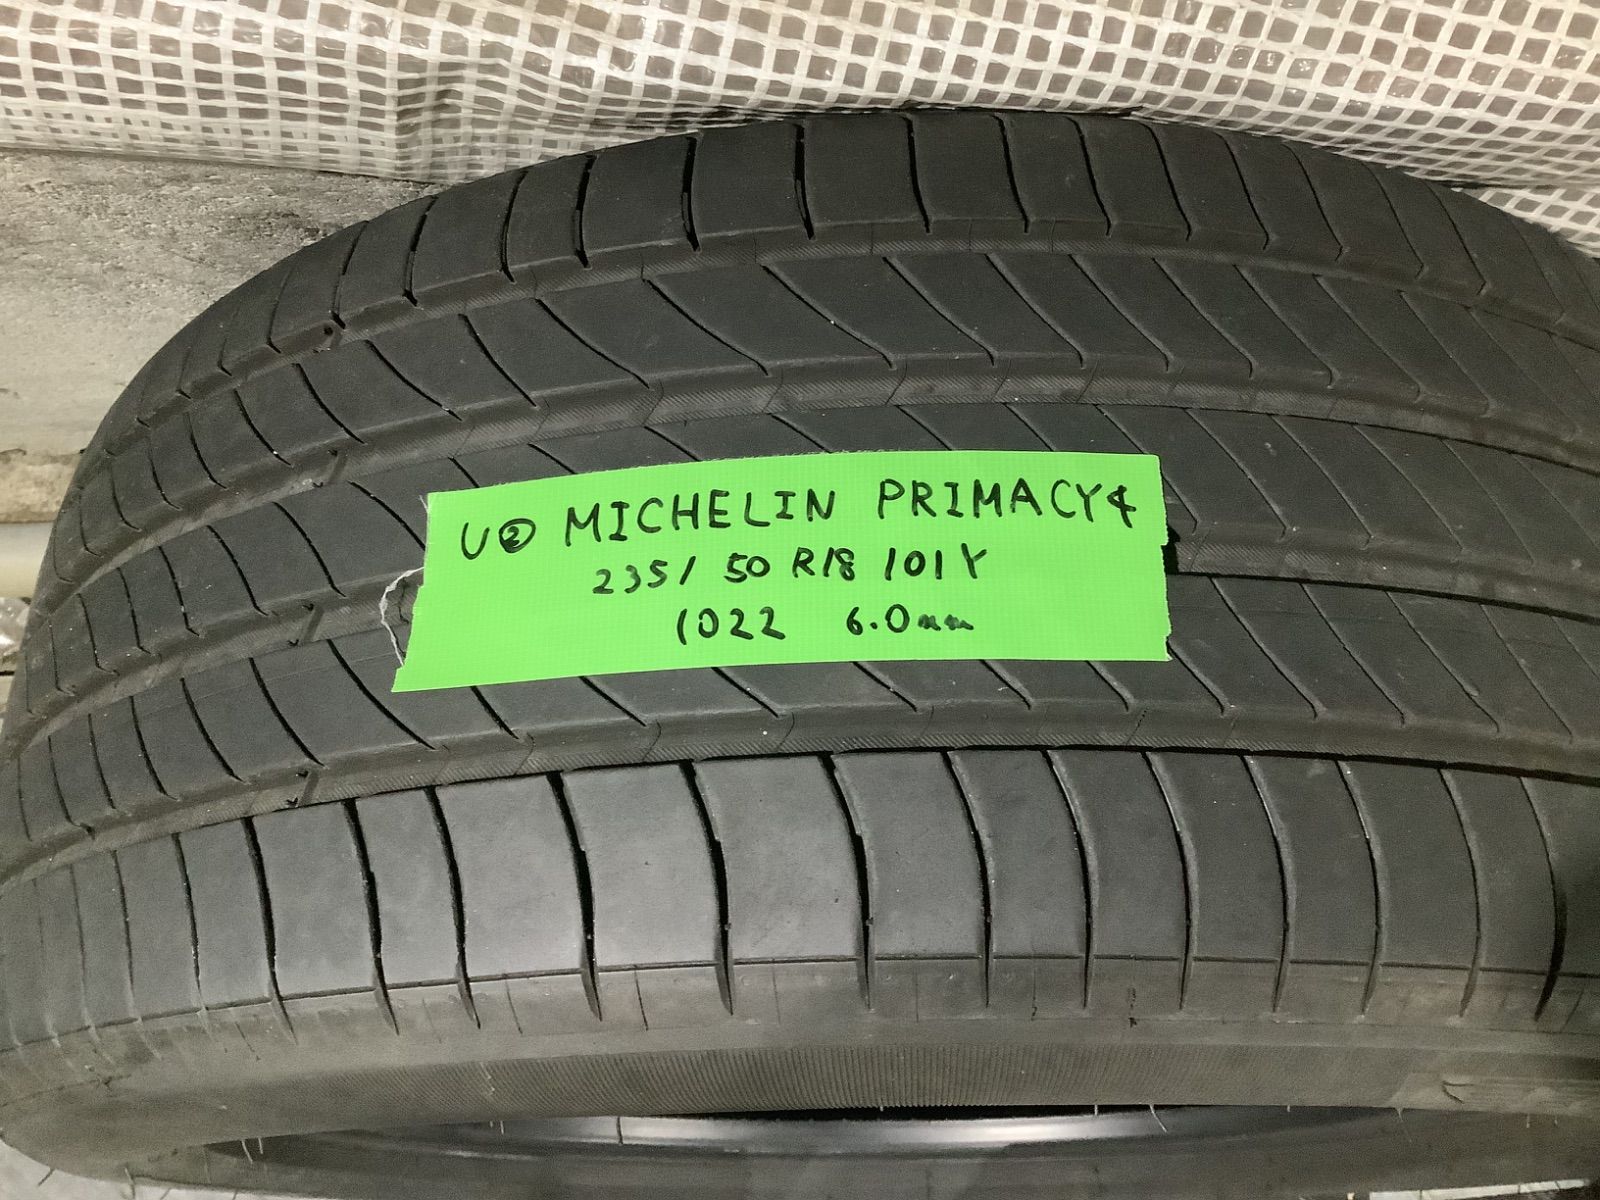 U② MICHELIN PRIMACY4
235/ 50 R18 101Y
1022 6.0mm